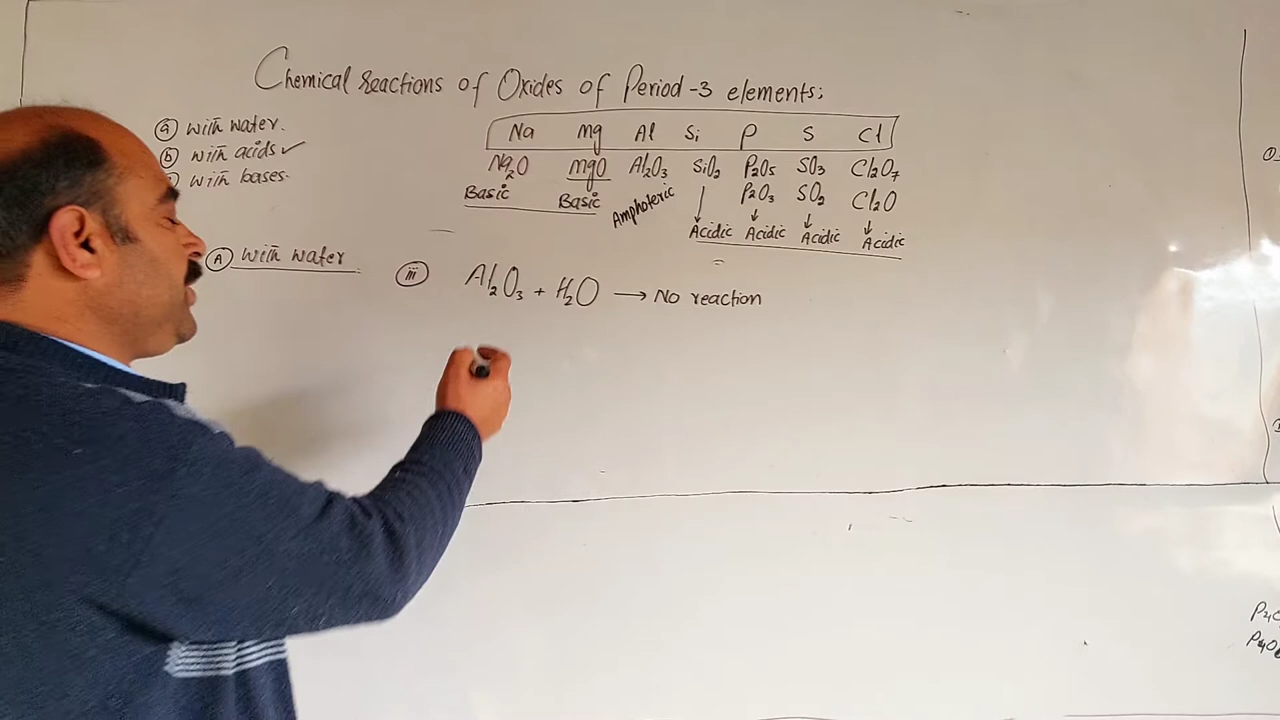 Chemical reactions of Oxides of Period-3 elements;
ⓐ with water.
ⓑ with acids ✓
with bases.
Na Mg Al Si P S Cl
Na₂O MgO Al₂O₃ SiO₂ P₂O₅ SO₃ Cl₂O₇
P₂O₃ SO₂ Cl₂O
Basic Basic Amphoteric ↓ Acidic ↓ Acidic ↓ Acidic ↓ Acidic
Ⓐ with water
ⓘⓘⓘ Al₂O₃ + H₂O → No reaction